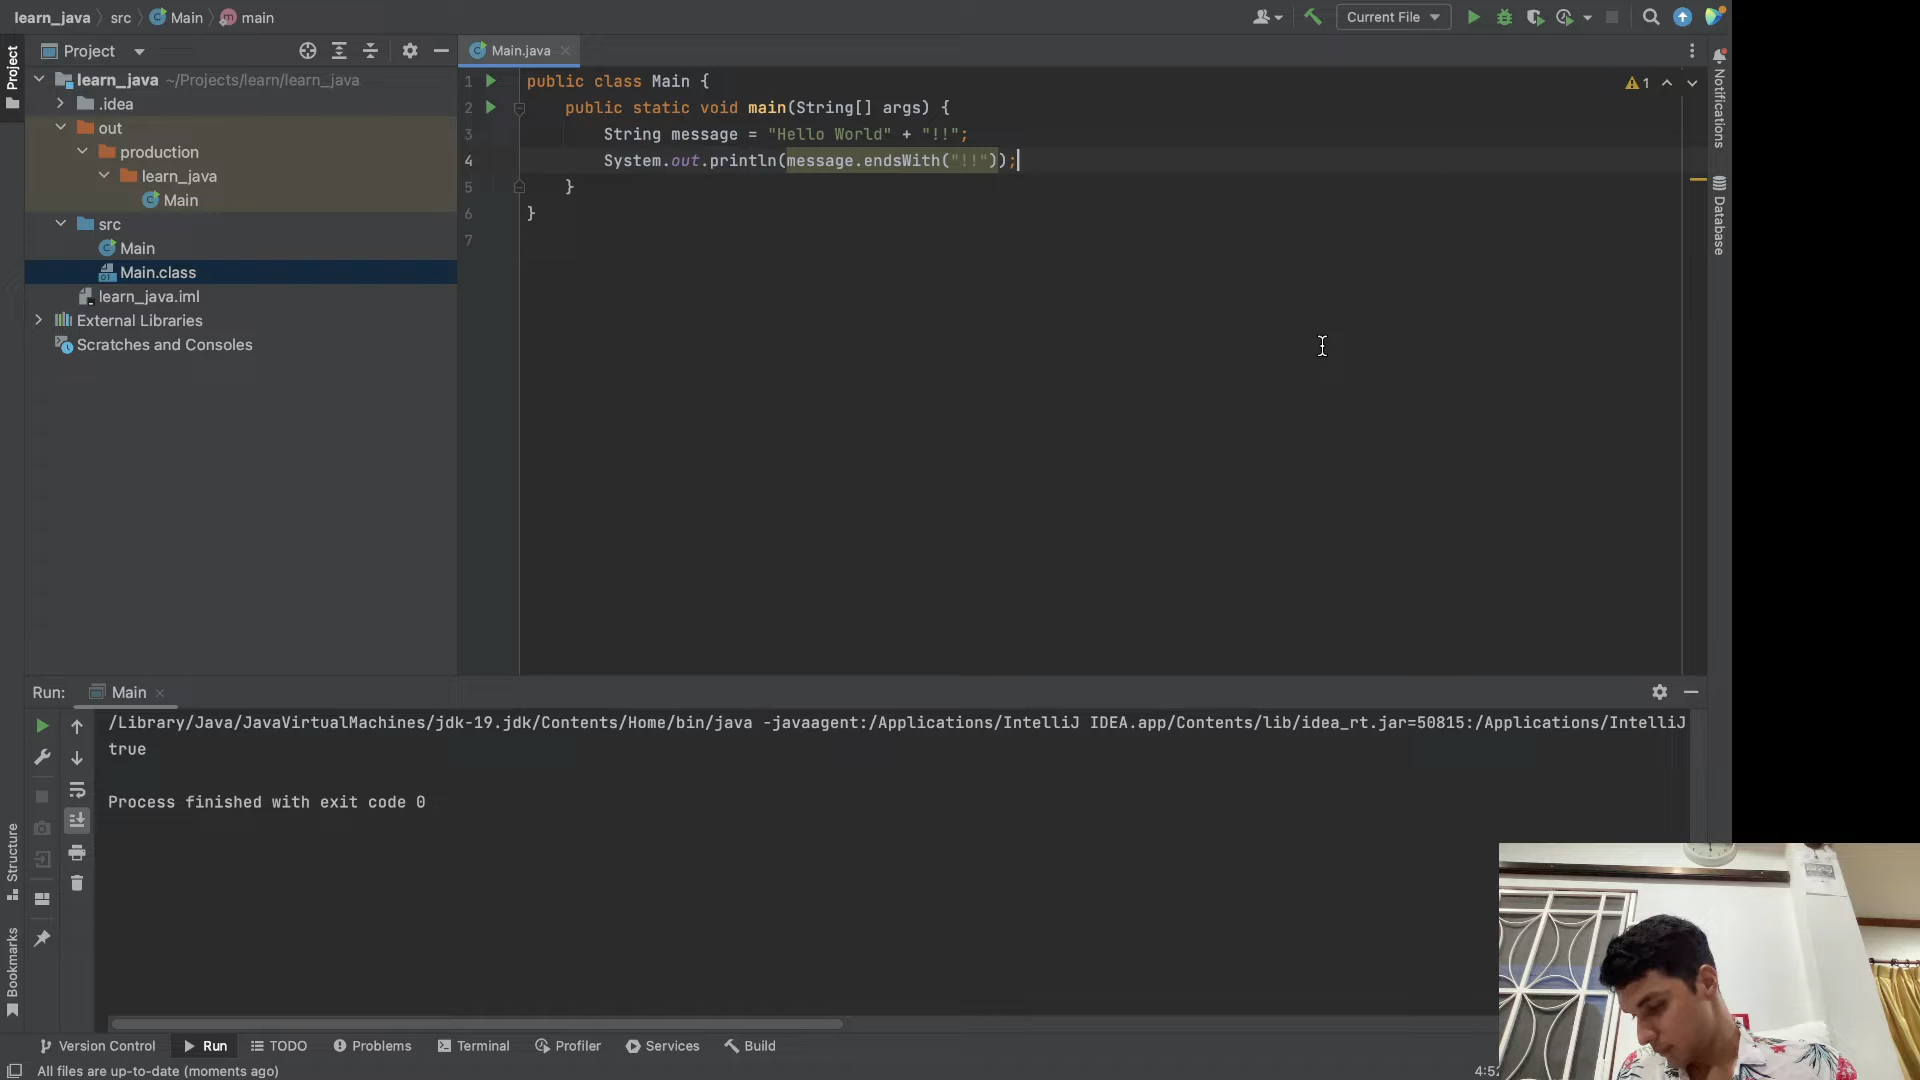 learn_java
src
Main
main
Current File
Project
Main.java
Project
learn_java ~/Projects/learn/learn_java
.idea
out
production
learn_java
Main
src
Main
Main.class
learn_java.iml
External Libraries
Scratches and Consoles
1 public class Main {
2 public static void main(String[] args) {
3 String message = "Hello World" + "!!";
4 System.out.println(message.endsWith("!!"));
5 }
6 }
7
1
Notifications
Database
Run: Main
/Library/Java/JavaVirtualMachines/jdk-19.jdk/Contents/Home/bin/java -javaagent:/Applications/IntelliJ IDEA.app/Contents/lib/idea_rt.jar=50815:/Applications/IntelliJ
true
Process finished with exit code 0
Structure
Bookmarks
Version Control
Run
TODO
Problems
Terminal
Profiler
Services
Build
All files are up-to-date (moments ago)
4:52